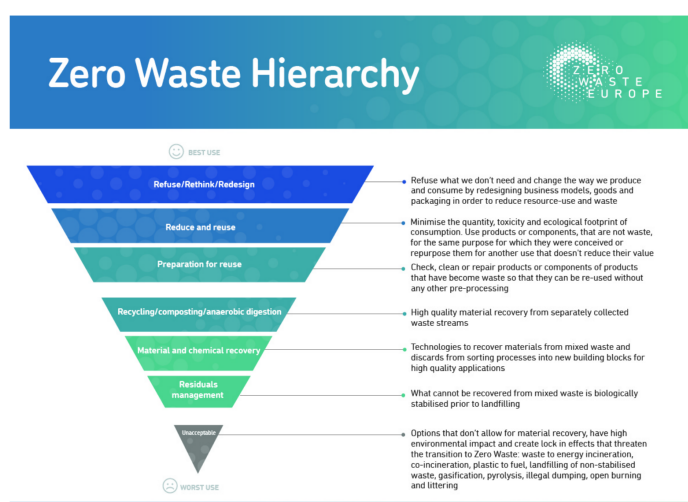 Zero Waste Hierarchy
ZERO
WASTE
EUROPE
BEST USE
Refuse/Rethink/Redesign
Refuse what we don't need and change the way we produce
and consume by redesigning business models, goods and
packaging in order to reduce resource-use and waste
Reduce and reuse
Minimise the quantity, toxicity and ecological footprint of
consumption. Use products or components, that are not waste,
for the same purpose for which they were conceived or
repurpose them for another use that doesn't reduce their value
Preparation for reuse
Check, clean or repair products or components of products
that have become waste so that they can be re-used without
any other pre-processing
Recycling/composting/anaerobic digestion
High quality material recovery from separately collected
waste streams
Material and chemical recovery
Technologies to recover materials from mixed waste and
discards from sorting processes into new building blocks for
high quality applications
Residuals
management
What cannot be recovered from mixed waste is biologically
stabilised prior to landfilling
Unacceptable
Options that don't allow for material recovery, have high
environmental impact and create lock in effects that threaten
the transition to Zero Waste: waste to energy incineration,
co-incineration, plastic to fuel, landfilling of non-stabilised
waste, gasification, pyrolysis, illegal dumping, open burning
and littering
WORST USE